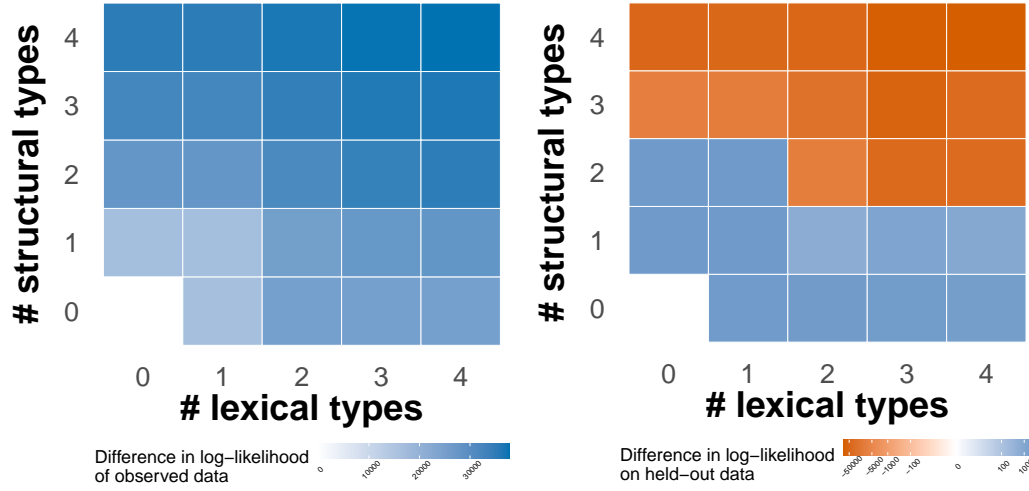 4
3
2
1
0
# structural types
0 1 2 3 4
# lexical types
Difference in log−likelihood
of observed data
0 10000 20000 30000
4
3
2
1
0
# structural types
0 1 2 3 4
# lexical types
Difference in log−likelihood
on held−out data
−50000 −5000 −1000 −100 0 100